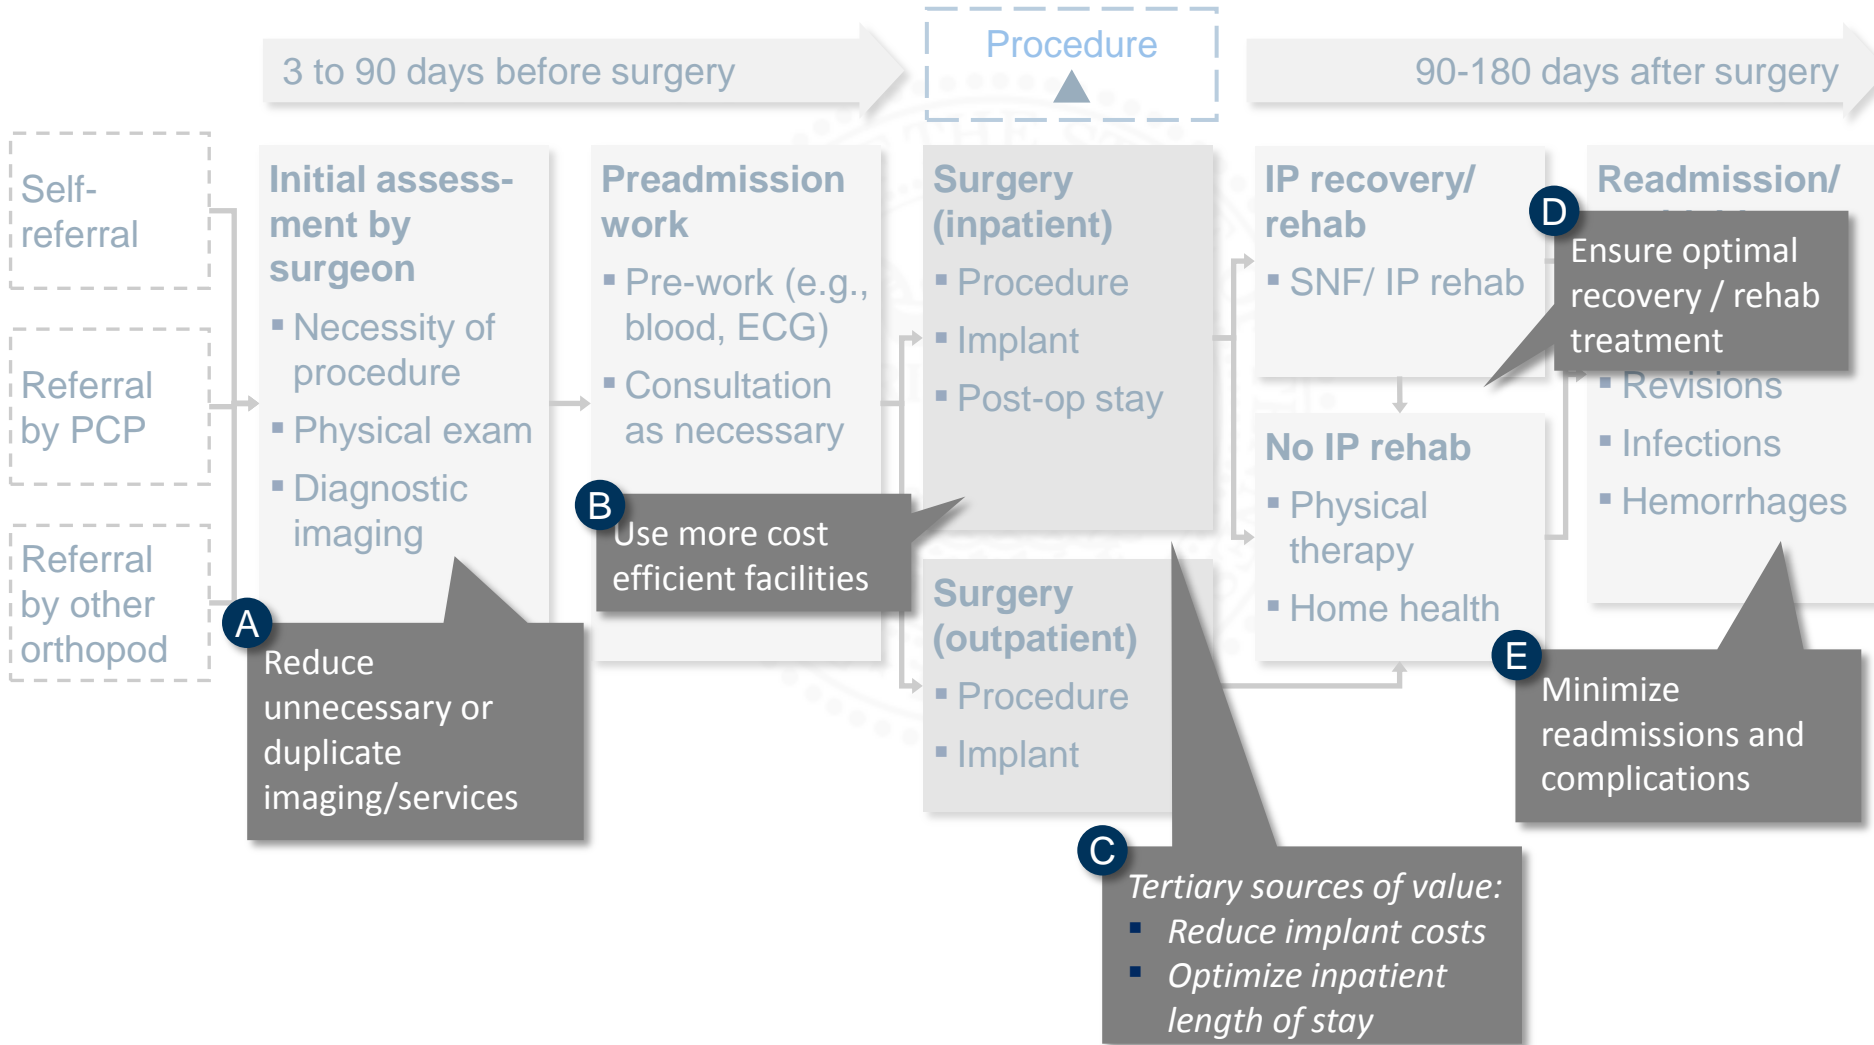 3 to 90 days before surgery
Procedure
90-180 days after surgery
Self-
referral
Referral
by PCP
Referral
by other
orthopod
Initial assess-
ment by
surgeon
▪ Necessity of
procedure
▪ Physical exam
▪ Diagnostic
imaging
A
Reduce
unnecessary or
duplicate
imaging/services
Preadmission
work
▪ Pre-work (e.g.,
blood, ECG)
▪ Consultation
as necessary
B
Use more cost
efficient facilities
Surgery
(inpatient)
▪ Procedure
▪ Implant
▪ Post-op stay
Surgery
(outpatient)
▪ Procedure
▪ Implant
C
Tertiary sources of value:
▪ Reduce implant costs
▪ Optimize inpatient
length of stay
IP recovery/
rehab
▪ SNF/ IP rehab
No IP rehab
▪ Physical
therapy
▪ Home health
D
Ensure optimal
recovery / rehab
treatment
Readmission/
▪ Revisions
▪ Infections
▪ Hemorrhages
E
Minimize
readmissions and
complications